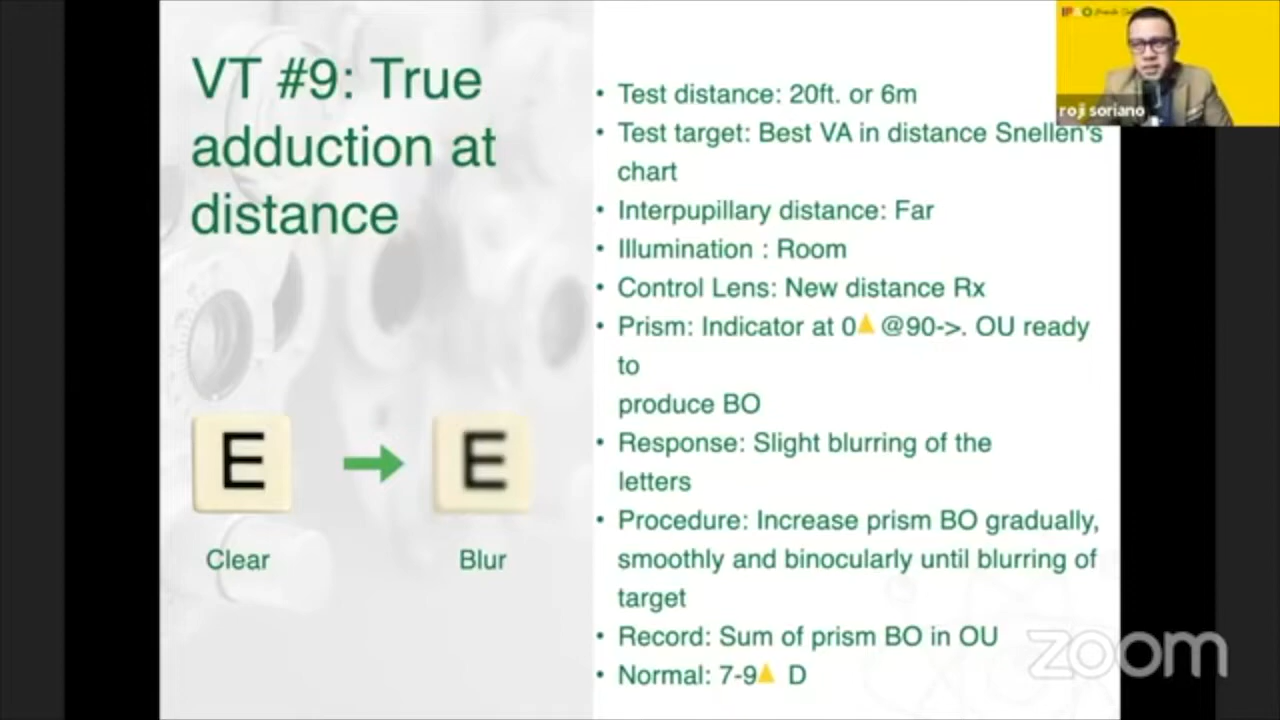 VT #9: True
adduction at
distance
E
E
Clear
Blur
• Test distance: 20ft. or 6m
• Test target: Best VA in distance Snellen's
chart
• Interpupillary distance: Far
• Illumination : Room
• Control Lens: New distance Rx
• Prism: Indicator at 0▲ @90->. OU ready
to
produce BO
• Response: Slight blurring of the
letters
• Procedure: Increase prism BO gradually,
smoothly and binocularly until blurring of
target
• Record: Sum of prism BO in OU
• Normal: 7-9▲ D
roji soriano
zoom